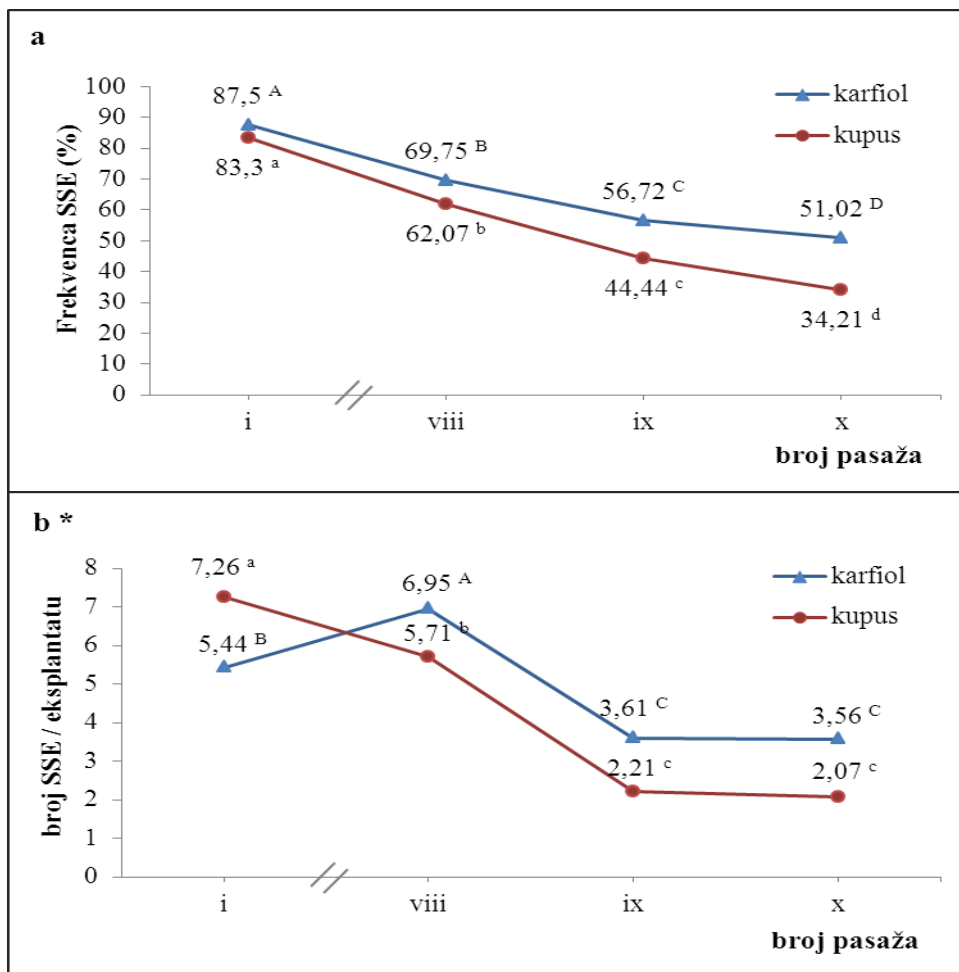 a
Frekvenca SSE (%)
100
90
80
70
60
50
40
30
20
10
0
87,5 A
83,3 a
69,75 B
62,07 b
56,72 C
44,44 c
51,02 D
34,21 d
karfiol
kupus
i
viii
ix
x
broj pasaža
b *
broj SSE / eksplantatu
8
7
6
5
4
3
2
1
0
7,26 a
5,44 B
6,95 A
5,71 b
3,61 C
2,21 c
3,56 C
2,07 c
karfiol
kupus
i
viii
ix
x
broj pasaža